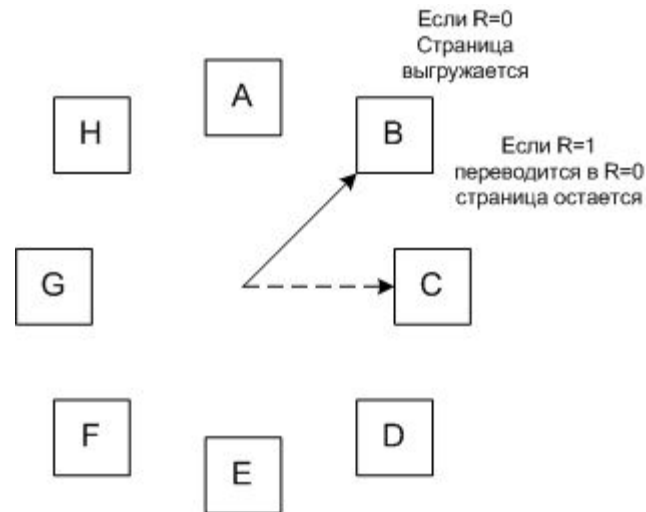 Если R=0
Страница
выгружается
A
H
B
Если R=1
переводится в R=0
страница остается
G
C
F
D
E